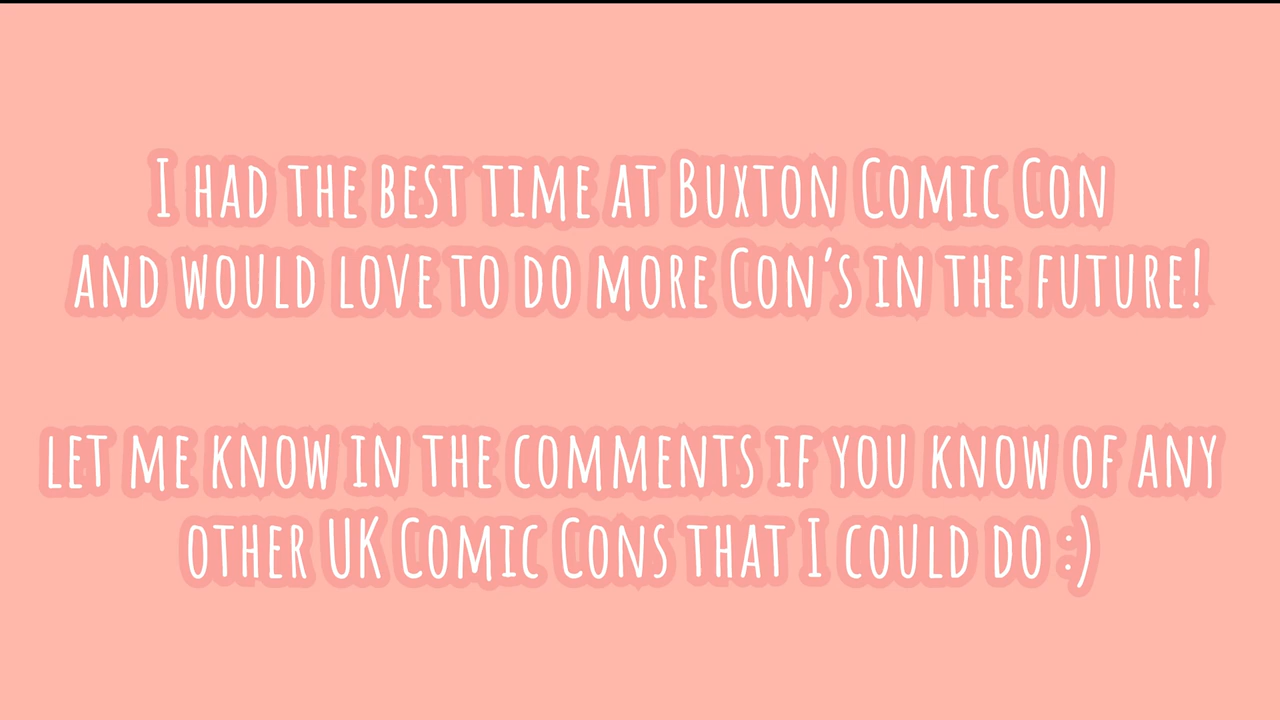 I had the best time at Buxton Comic Con
and would love to do more Con's in the future!
let me know in the comments if you know of any
other UK Comic Cons that I could do :)